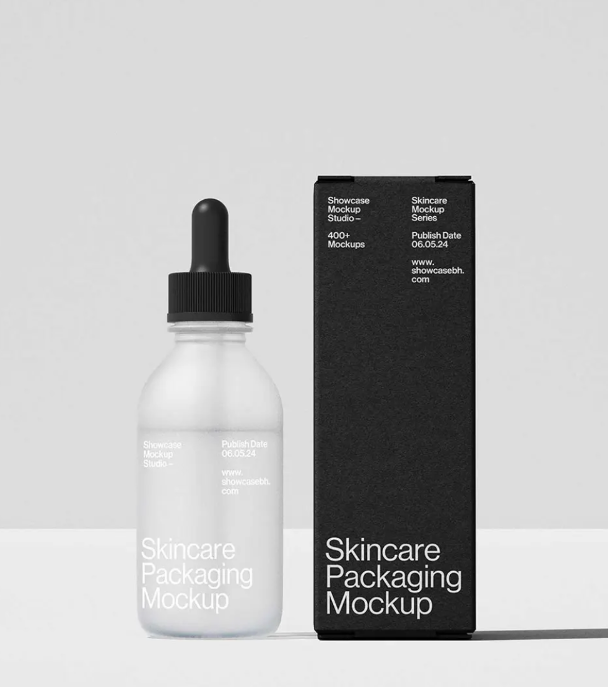 Showcase
Mockup
Studio –
400+
Mockups
Skincare
Mockup
Series
Publish Date
06.05.24
www.
showcasebh.
com
Skincare
Packaging
Mockup
Showcase
Mockup
Studio –
Publish Date
06.05.24
www.
showcasebh.
com
Skincare
Packaging
Mockup